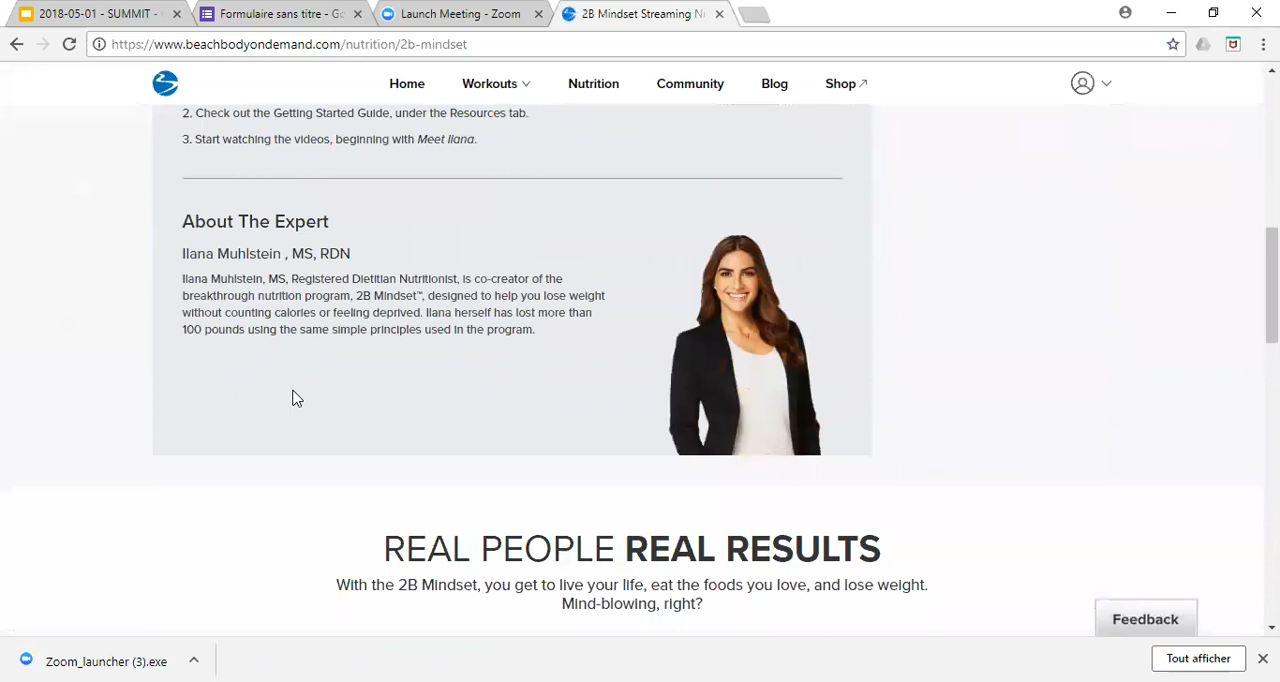 2018-05-01 - SUMMIT -
Formulaire sans titre - Go
Launch Meeting - Zoom
2B Mindset Streaming Nu
https://www.beachbodyondemand.com/nutrition/2b-mindset
Home
Workouts
Nutrition
Community
Blog
Shop
2. Check out the Getting Started Guide, under the Resources tab.
3. Start watching the videos, beginning with Meet Ilana.
About The Expert
Ilana Muhlstein , MS, RDN
Ilana Muhlstein, MS, Registered Dietitian Nutritionist, is co-creator of the
breakthrough nutrition program, 2B Mindset™, designed to help you lose weight
without counting calories or feeling deprived. Ilana herself has lost more than
100 pounds using the same simple principles used in the program.
REAL PEOPLE REAL RESULTS
With the 2B Mindset, you get to live your life, eat the foods you love, and lose weight.
Mind-blowing, right?
Feedback
Zoom_launcher (3).exe
Tout afficher